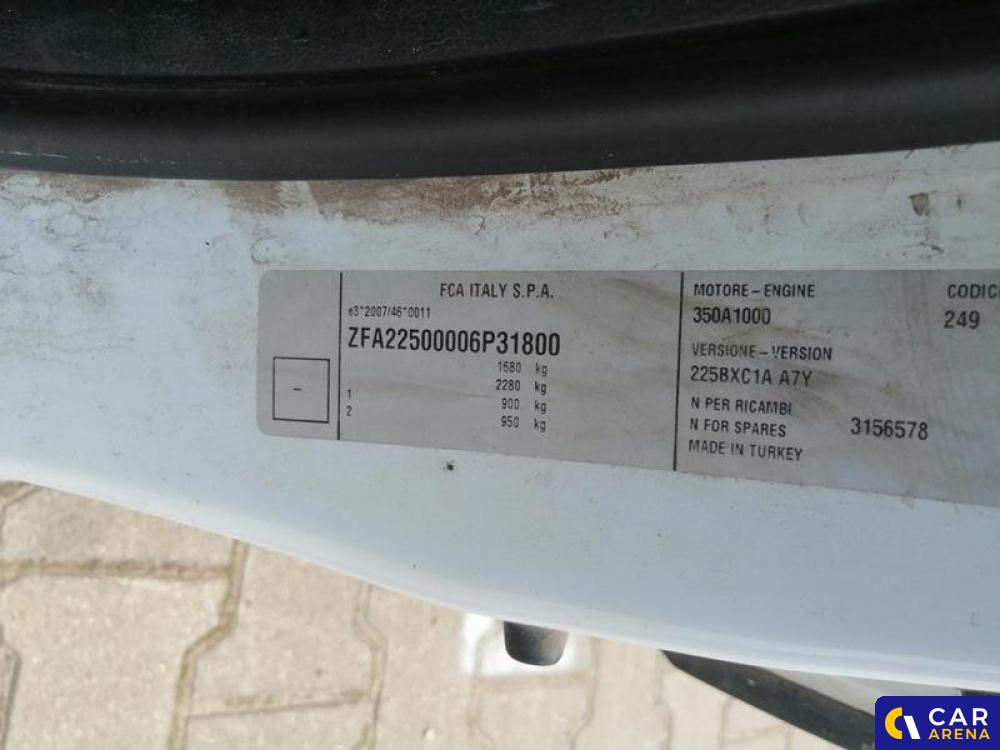 FCA ITALY S.P.A.
e3*2007/46*0011
ZFA22500006P31800
1680 kg
2280 kg
1 900 kg
2 950 kg
-
MOTORE - ENGINE
350A1000
VERSIONE - VERSION
225BXC1A A7Y
N PER RICAMBI
N FOR SPARES 3156578
MADE IN TURKEY
CODIC
249
CAR
ARENA